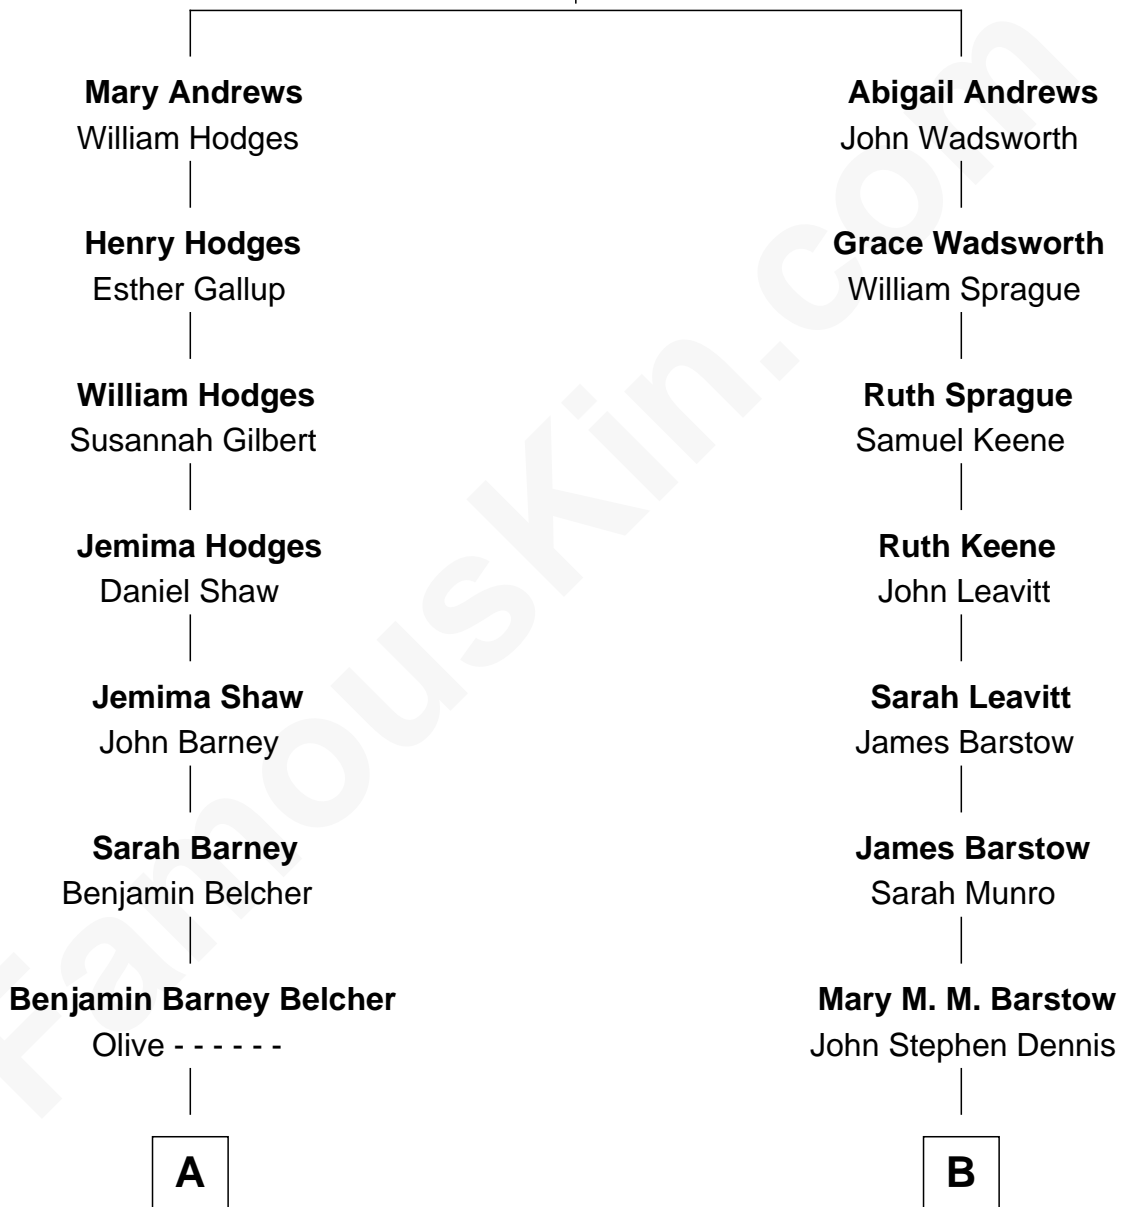 Mary Andrews
William Hodges
Henry Hodges
Esther Gallup
William Hodges
Susannah Gilbert
Jemima Hodges
Daniel Shaw
Jemima Shaw
John Barney
Sarah Barney
Benjamin Belcher
Benjamin Barney Belcher
Olive - - - - - -
A
Abigail Andrews
John Wadsworth
Grace Wadsworth
William Sprague
Ruth Sprague
Samuel Keene
Ruth Keene
John Leavitt
Sarah Leavitt
James Barstow
James Barstow
Sarah Munro
Mary M. M. Barstow
John Stephen Dennis
B
FamousKin.com